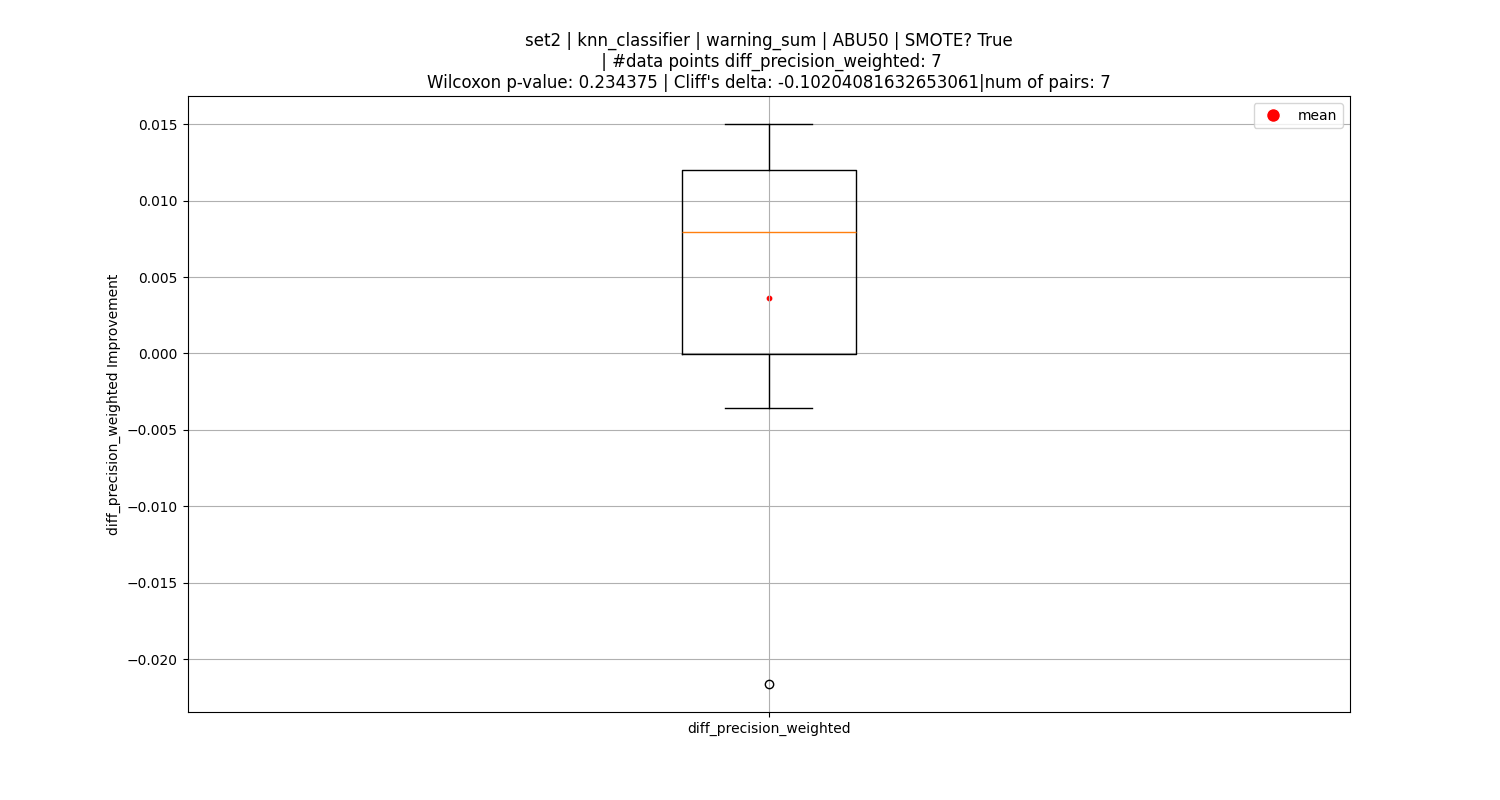 set2 | knn_classifier | warning_sum | ABU50 | SMOTE? True
| #data points diff_precision_weighted: 7
Wilcoxon p-value: 0.234375 | Cliff's delta: -0.10204081632653061|num of pairs: 7
mean
0.015
0.010
0.005
0.000
−0.005
−0.010
−0.015
−0.020
diff_precision_weighted Improvement
diff_precision_weighted